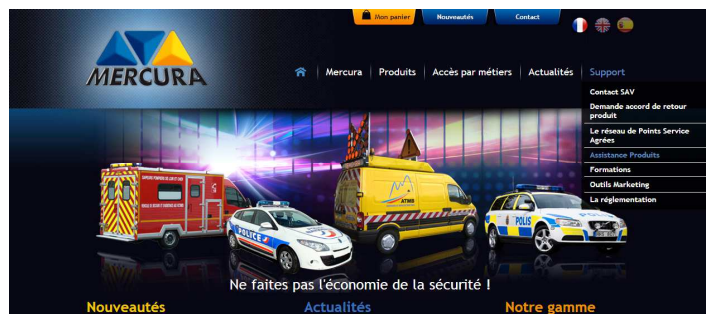 Mon panier
Nouveautés
Contact
MERCURA
Mercura
Produits
Accès par métiers
Actualités
Support
Contact SAV
Demande accord de retour
produit
Le réseau de Points Service
Agrées
Assistance Produits
Formations
Outils Marketing
La réglementation
POLICE
ATMB
POLIS
Ne faites pas l'économie de la sécurité !
Nouveautés
Actualités
Notre gamme